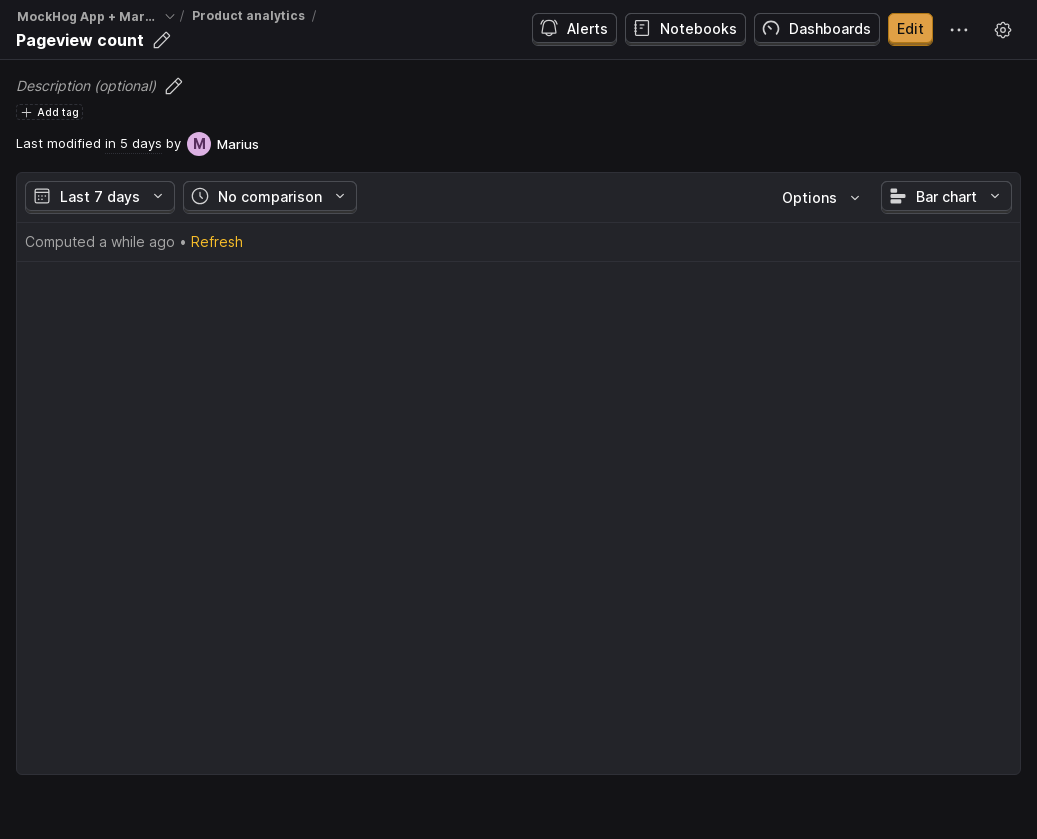 MockHog App + Mar... / Product analytics /
Pageview count
Alerts Notebooks Dashboards Edit
Description (optional)
+ Add tag
Last modified in 5 days by M Marius
Last 7 days No comparison Options Bar chart
Computed a while ago • Refresh